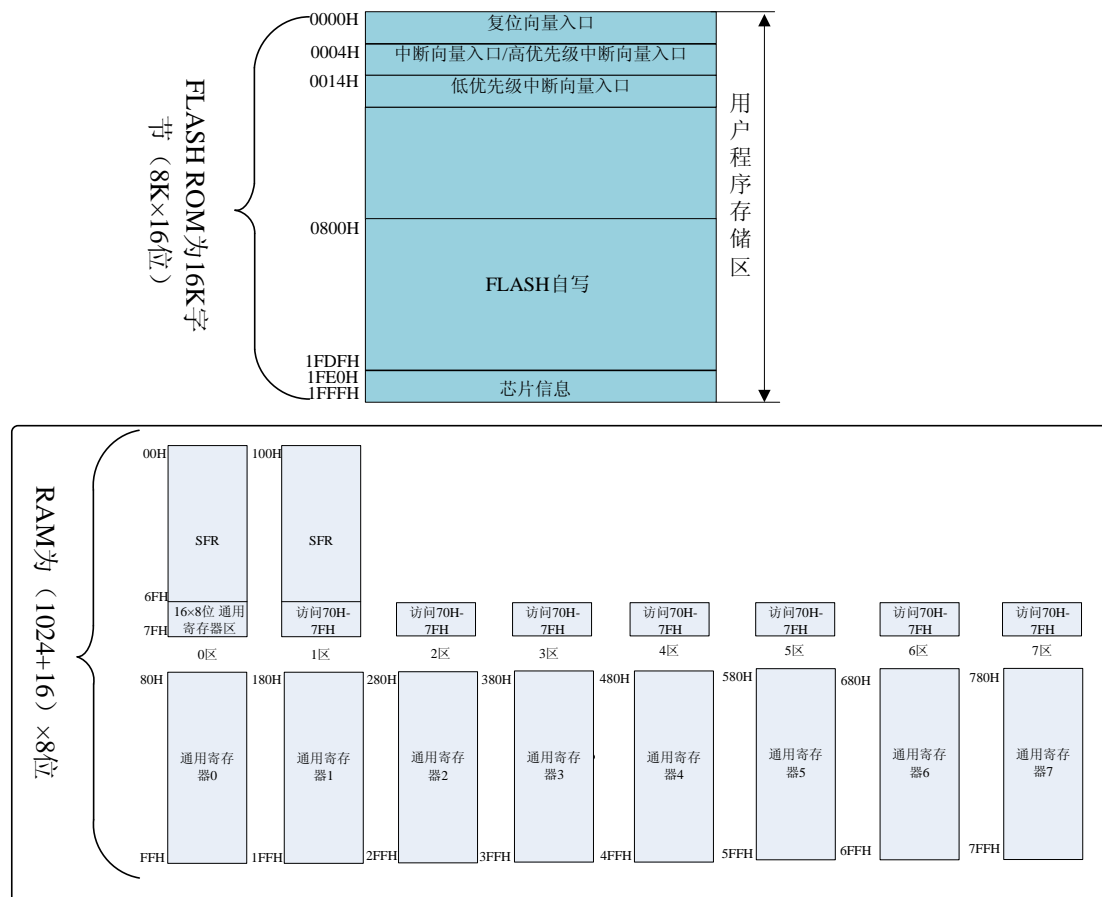 0000H
复位向量入口
0004H
中断向量入口/高优先级中断向量入口
0014H
低优先级中断向量入口
0800H
FLASH自写
1FDFH
1FE0H
1FFFH
芯片信息
FLASH ROM为16K字
节（8K×16位）
用户程序存储区
RAM为（1024+16）×8位
00H
SFR
6FH
16×8位 通用
寄存器区
7FH
0区
80H
通用寄存
器0
FFH
100H
SFR
访问70H-
7FH
1区
180H
通用寄存
器1
1FFH
访问70H-
7FH
2区
280H
通用寄存
器2
2FFH
访问70H-
7FH
3区
380H
通用寄存
器3
3FFH
访问70H-
7FH
4区
480H
通用寄存
器4
4FFH
访问70H-
7FH
5区
580H
通用寄存
器5
5FFH
访问70H-
7FH
6区
680H
通用寄存
器6
6FFH
访问70H-
7FH
7区
780H
通用寄存
器7
7FFH